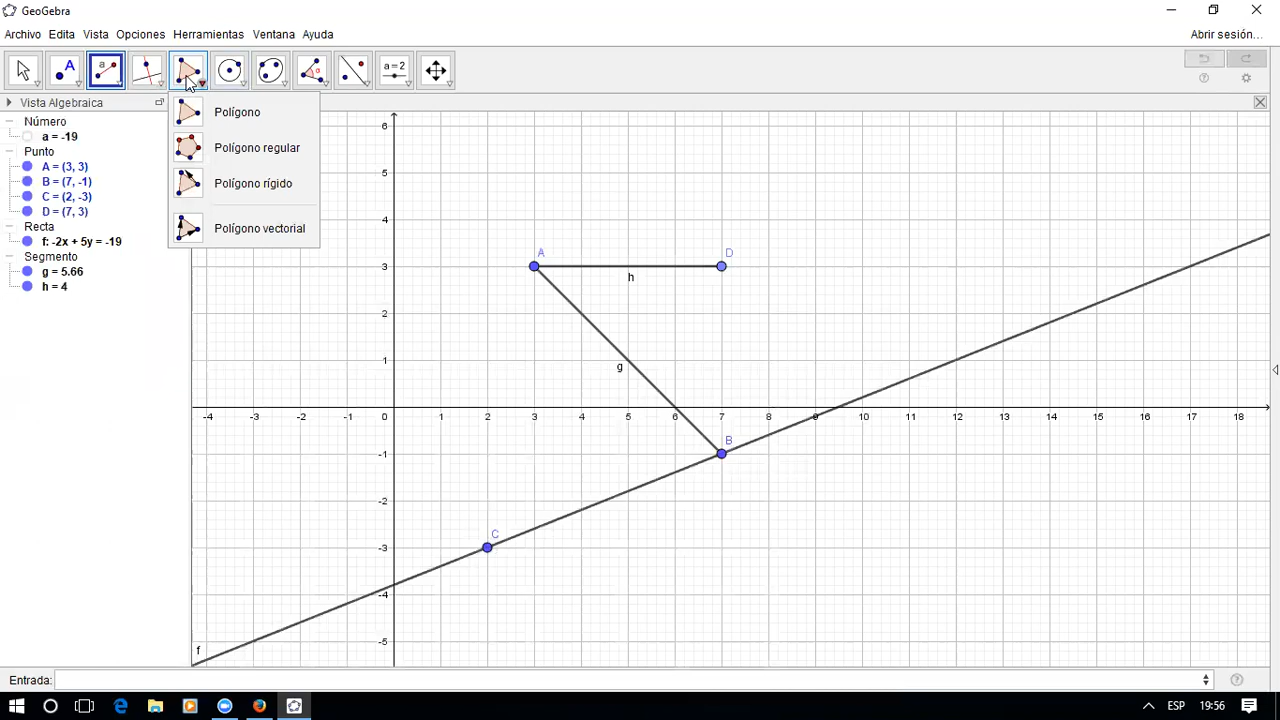 GeoGebra
Archivo Edita Vista Opciones Herramientas Ventana Ayuda
Abrir sesión...
A a α a = 2
Vista Algebraica
Número
a = -19
Punto
A = (3, 3)
B = (7, -1)
C = (2, -3)
D = (7, 3)
Recta
f: -2x + 5y = -19
Segmento
g = 5.66
h = 4
Polígono
Polígono regular
Polígono rígido
Polígono vectorial
6
5
4
3
2
1
-1
-2
-3
-4
-5
-4 -3 -2 -1 0 2 3 4 5 6 7 8 9 10 11 12 13 14 15 16 17 18
A
D
h
g
B
C
f
Entrada:
ESP 19:56